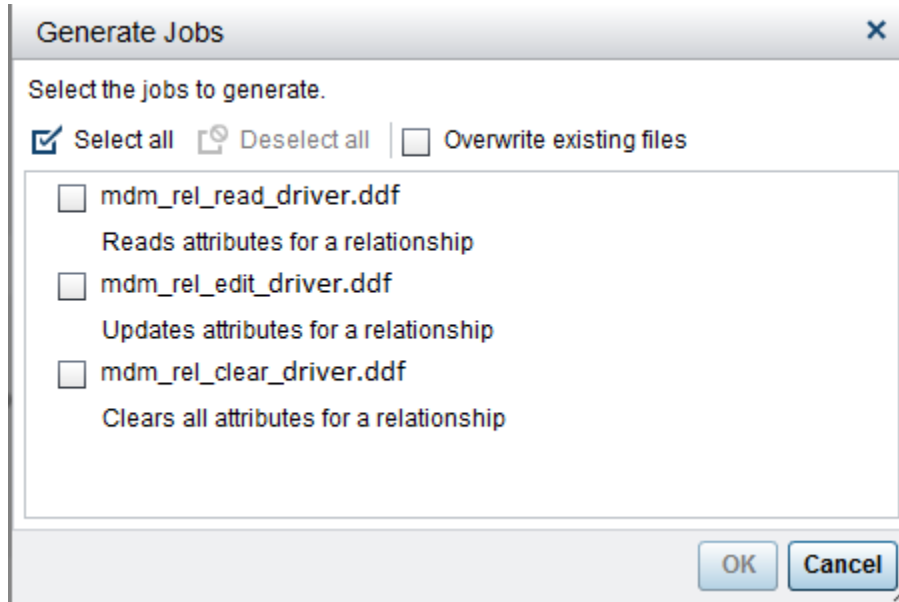 Generate Jobs
Select the jobs to generate.
Select all Deselect all Overwrite existing files
mdm_rel_read_driver.ddf
Reads attributes for a relationship
mdm_rel_edit_driver.ddf
Updates attributes for a relationship
mdm_rel_clear_driver.ddf
Clears all attributes for a relationship
OK Cancel